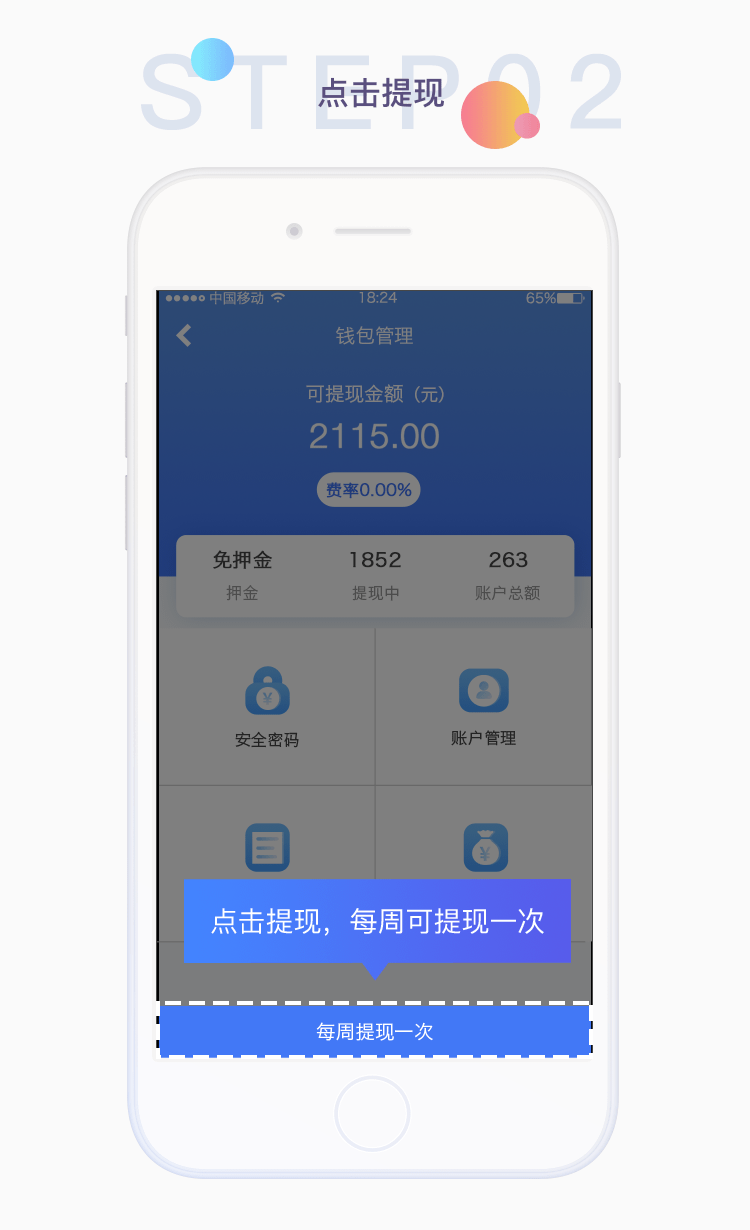 STEP02
点击提现
中国移动 18:24 65%
钱包管理
可提现金额（元）
2115.00
费率0.00%
免押金 1852 263
押金 提现中 账户总额
安全密码 账户管理
点击提现，每周可提现一次
每周提现一次